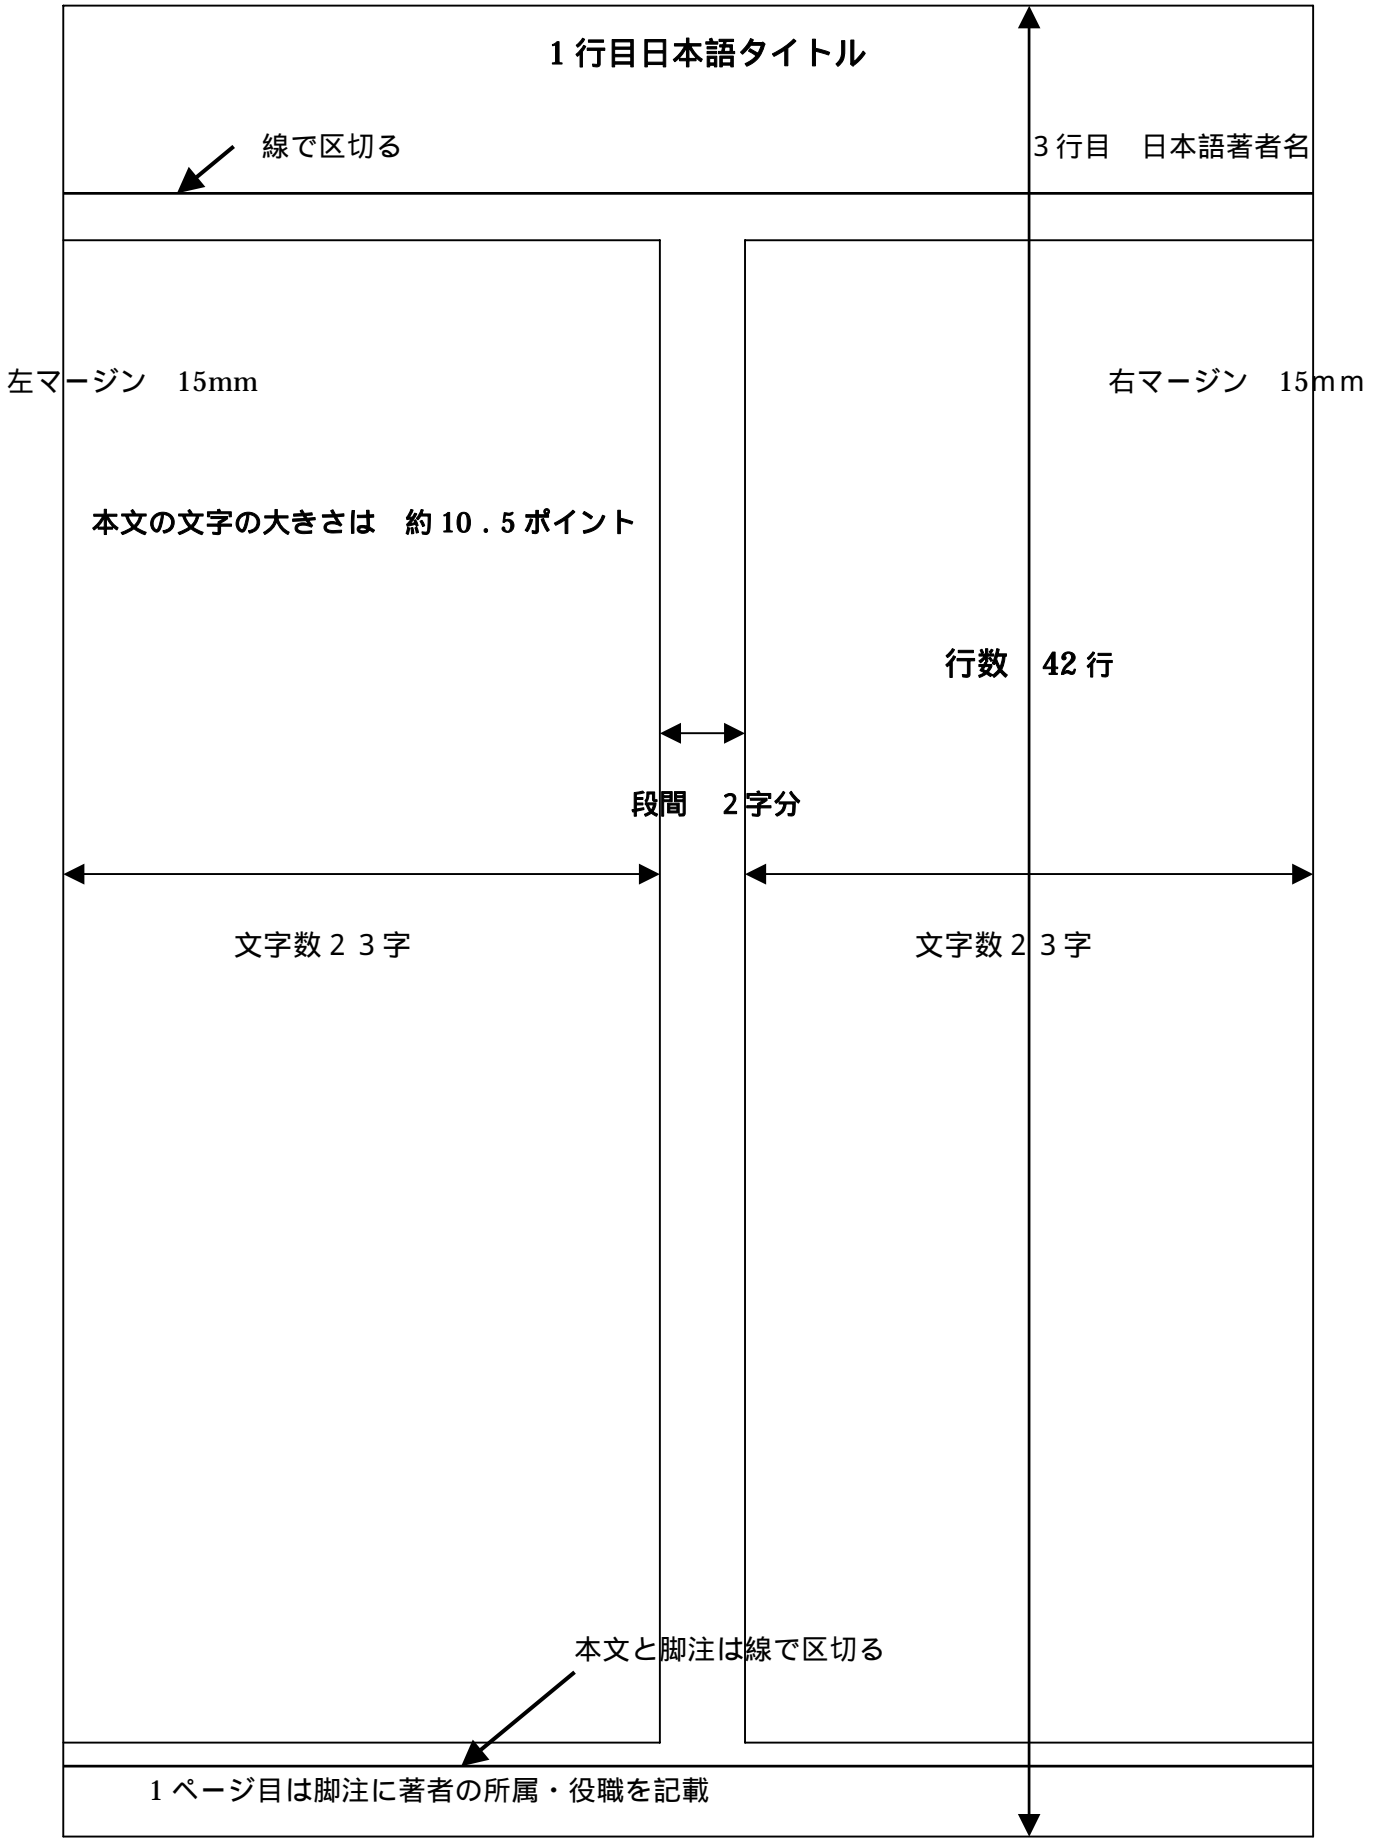 1 行目日本語タイトル
線で区切る
３行目　日本語著者名
左マージン　15mm
右マージン　15ｍｍ
本文の文字の大きさは　約 10．5 ポイント
行数　42 行
段間　２字分
文字数２３字
文字数２３字
本文と脚注は線で区切る
1 ページ目は脚注に著者の所属・役職を記載